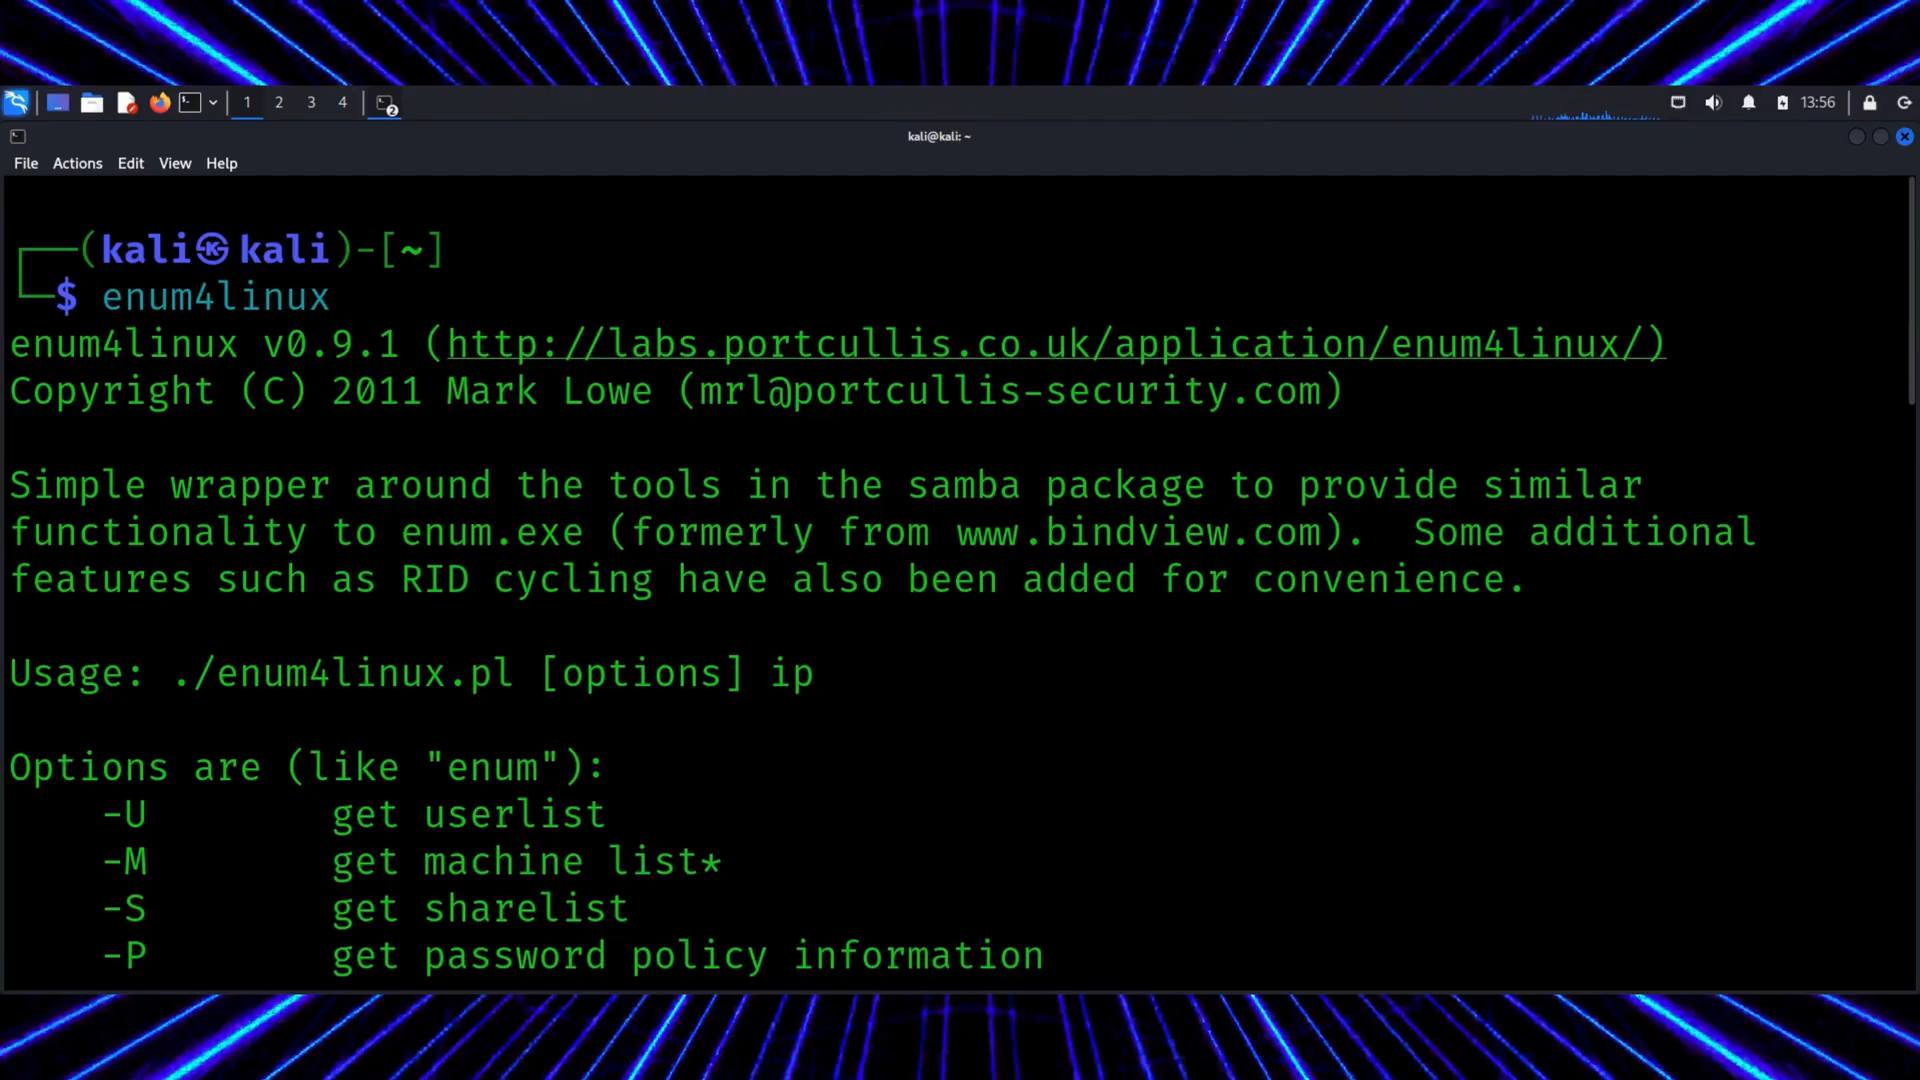 1 2 3 4 2 13:56
kali@kali: ~
File Actions Edit View Help
(kali㉿kali)-[~]
$ enum4linux
enum4linux v0.9.1 (http://labs.portcullis.co.uk/application/enum4linux/)
Copyright (C) 2011 Mark Lowe (mrl@portcullis-security.com)
Simple wrapper around the tools in the samba package to provide similar
functionality to enum.exe (formerly from www.bindview.com).  Some additional
features such as RID cycling have also been added for convenience.
Usage: ./enum4linux.pl [options] ip
Options are (like "enum"):
-U get userlist
-M get machine list*
-S get sharelist
-P get password policy information